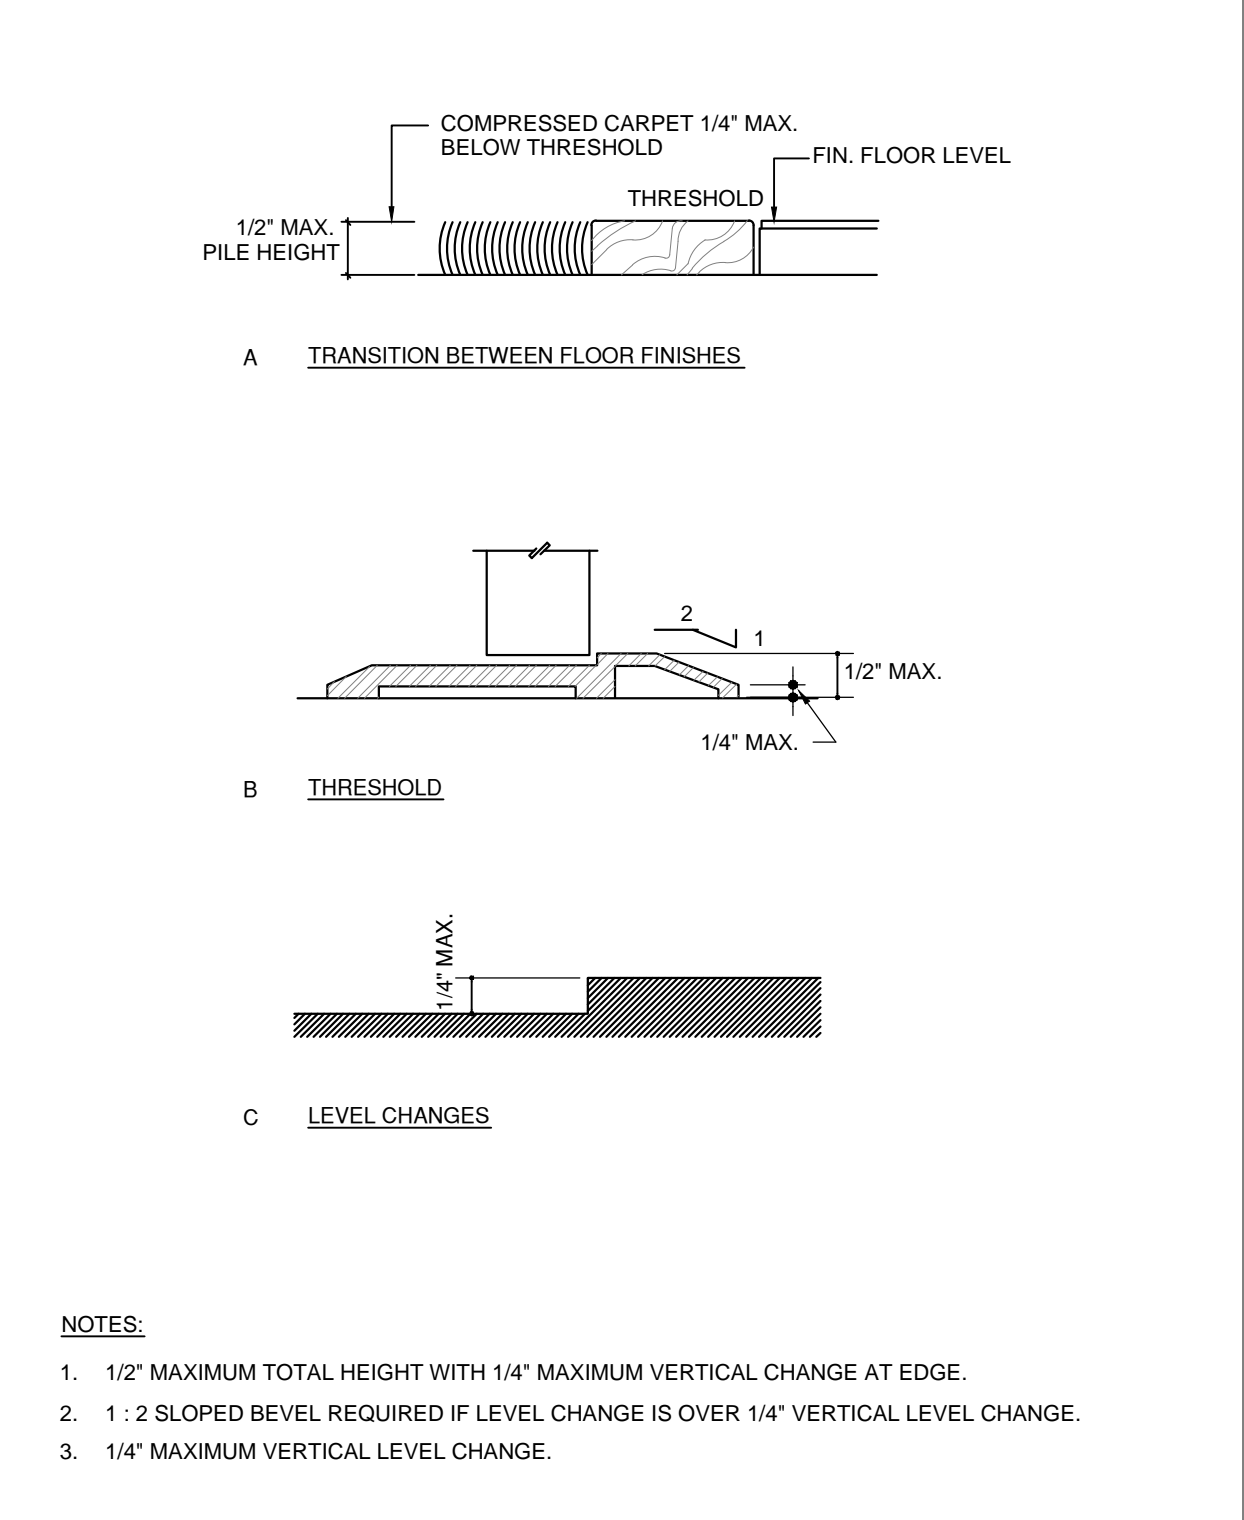 COMPRESSED CARPET 1/4" MAX.
BELOW THRESHOLD
FIN. FLOOR LEVEL
THRESHOLD
1/2" MAX.
PILE HEIGHT
A TRANSITION BETWEEN FLOOR FINISHES
2
1
1/2" MAX.
1/4" MAX.
B THRESHOLD
1/4" MAX.
C LEVEL CHANGES
NOTES:
1. 1/2" MAXIMUM TOTAL HEIGHT WITH 1/4" MAXIMUM VERTICAL CHANGE AT EDGE.
2. 1 : 2 SLOPED BEVEL REQUIRED IF LEVEL CHANGE IS OVER 1/4" VERTICAL LEVEL CHANGE.
3. 1/4" MAXIMUM VERTICAL LEVEL CHANGE.